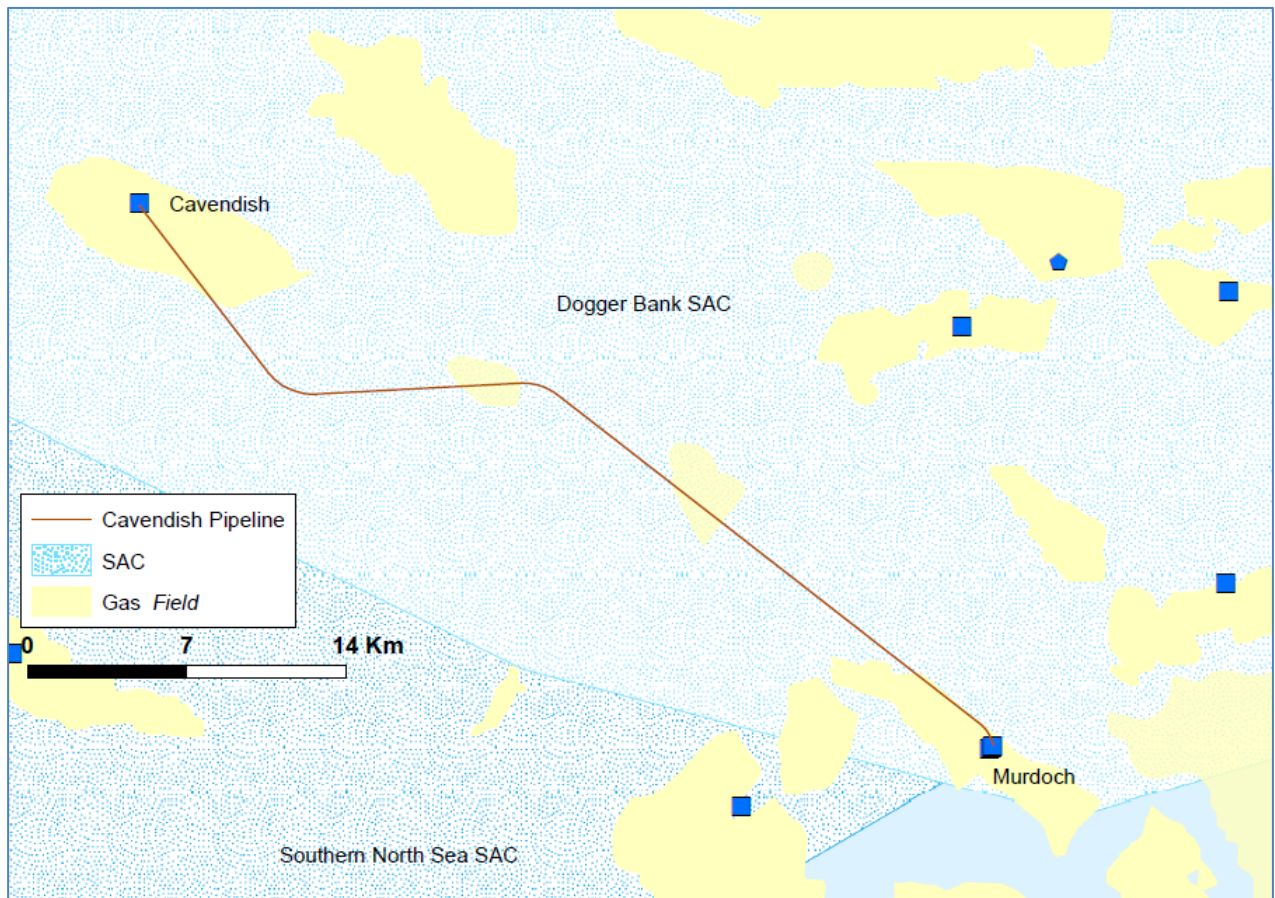 Cavendish
Dogger Bank SAC
Cavendish Pipeline
SAC
Gas Field
0 7 14 Km
Murdoch
Southern North Sea SAC